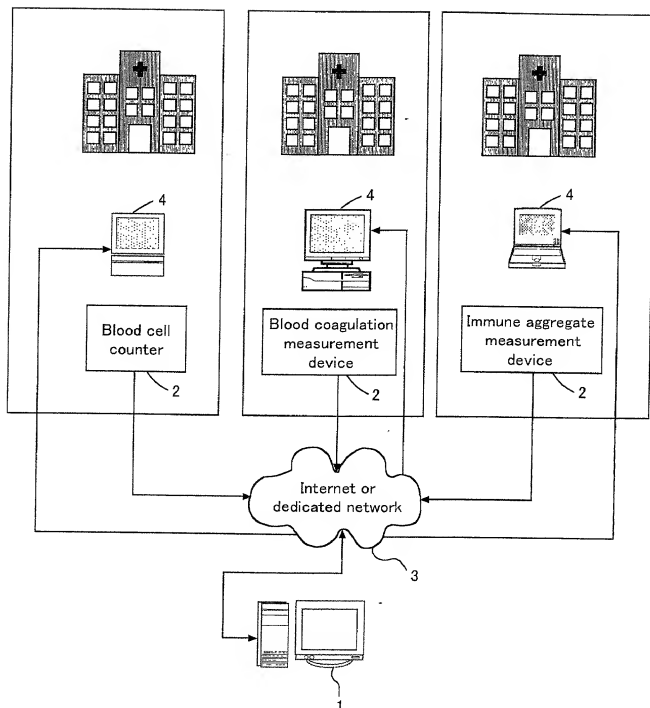 4
4
4
Blood cell
counter
2
Blood coagulation
measurement
device
2
Immune aggregate
measurement
device
2
Internet or
dedicated network
3
1